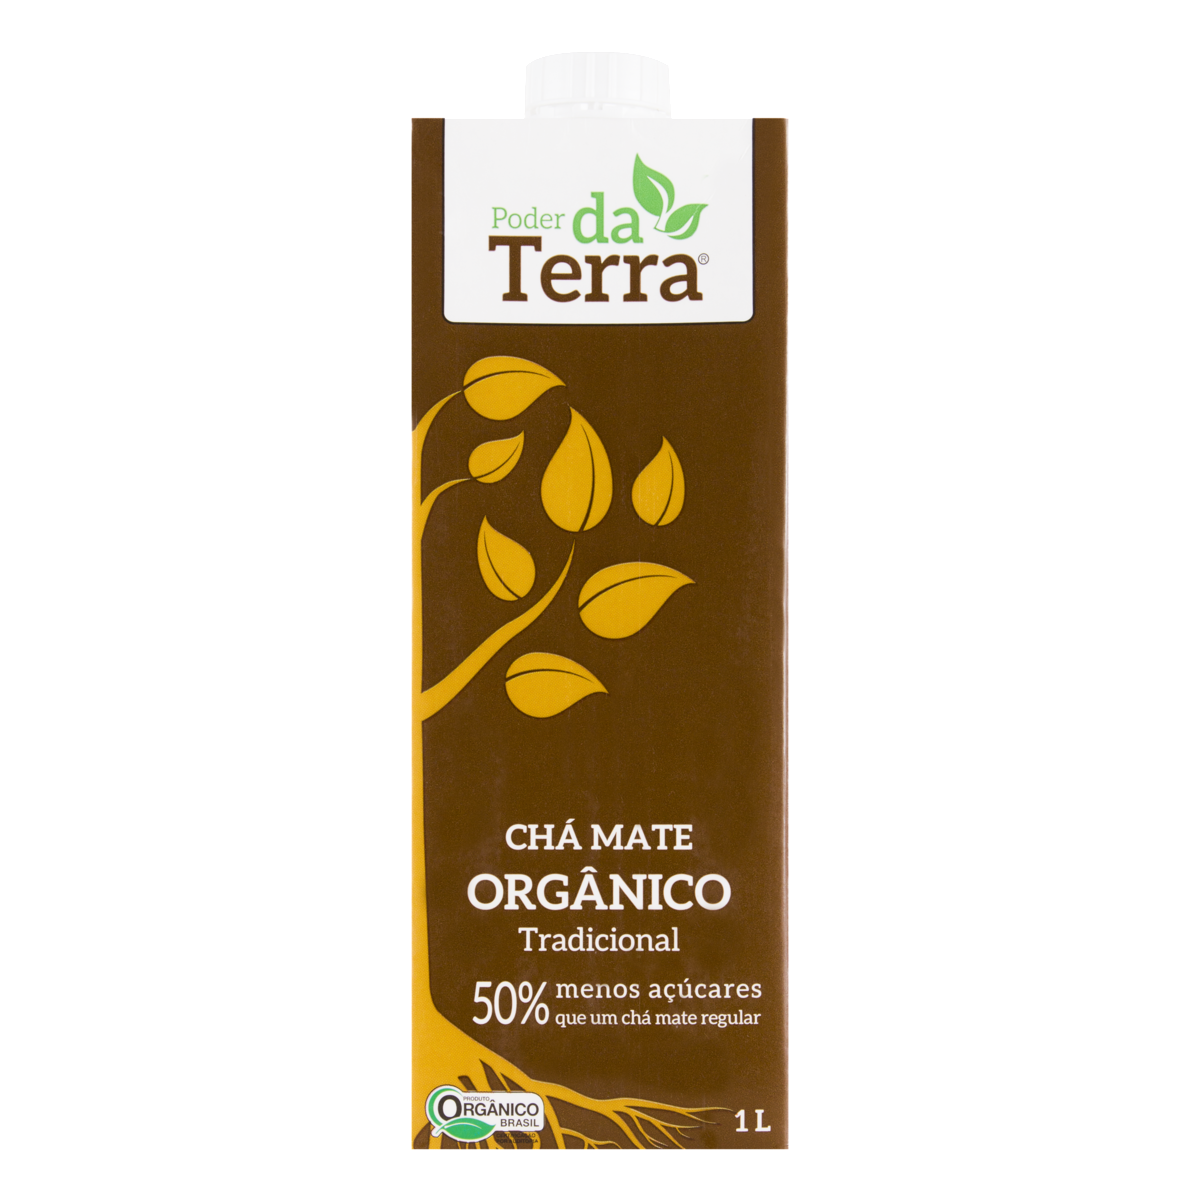 Poder da
Terra®
CHÁ MATE
ORGÂNICO
Tradicional
50% menos açúcares
que um chá mate regular
PRODUTO
ORGÂNICO
BRASIL
1 L